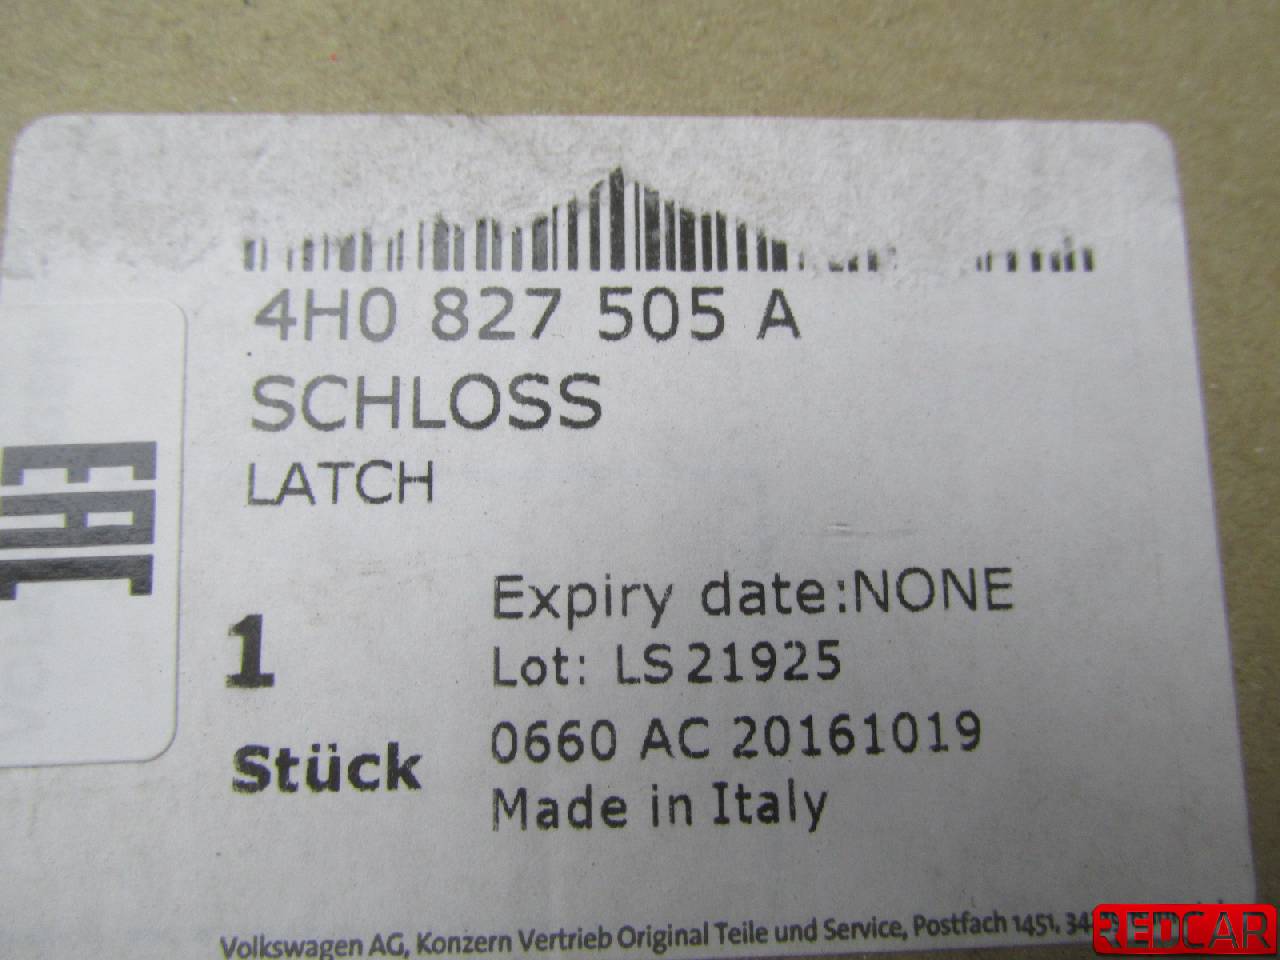 4H0 827 505 A
SCHLOSS
LATCH
EAC
1
Stück
Expiry date:NONE
Lot: LS 21925
0660 AC 20161019
Made in Italy
Volkswagen AG, Konzern Vertrieb Original Teile und Service, Postfach 1451,
REDCAR